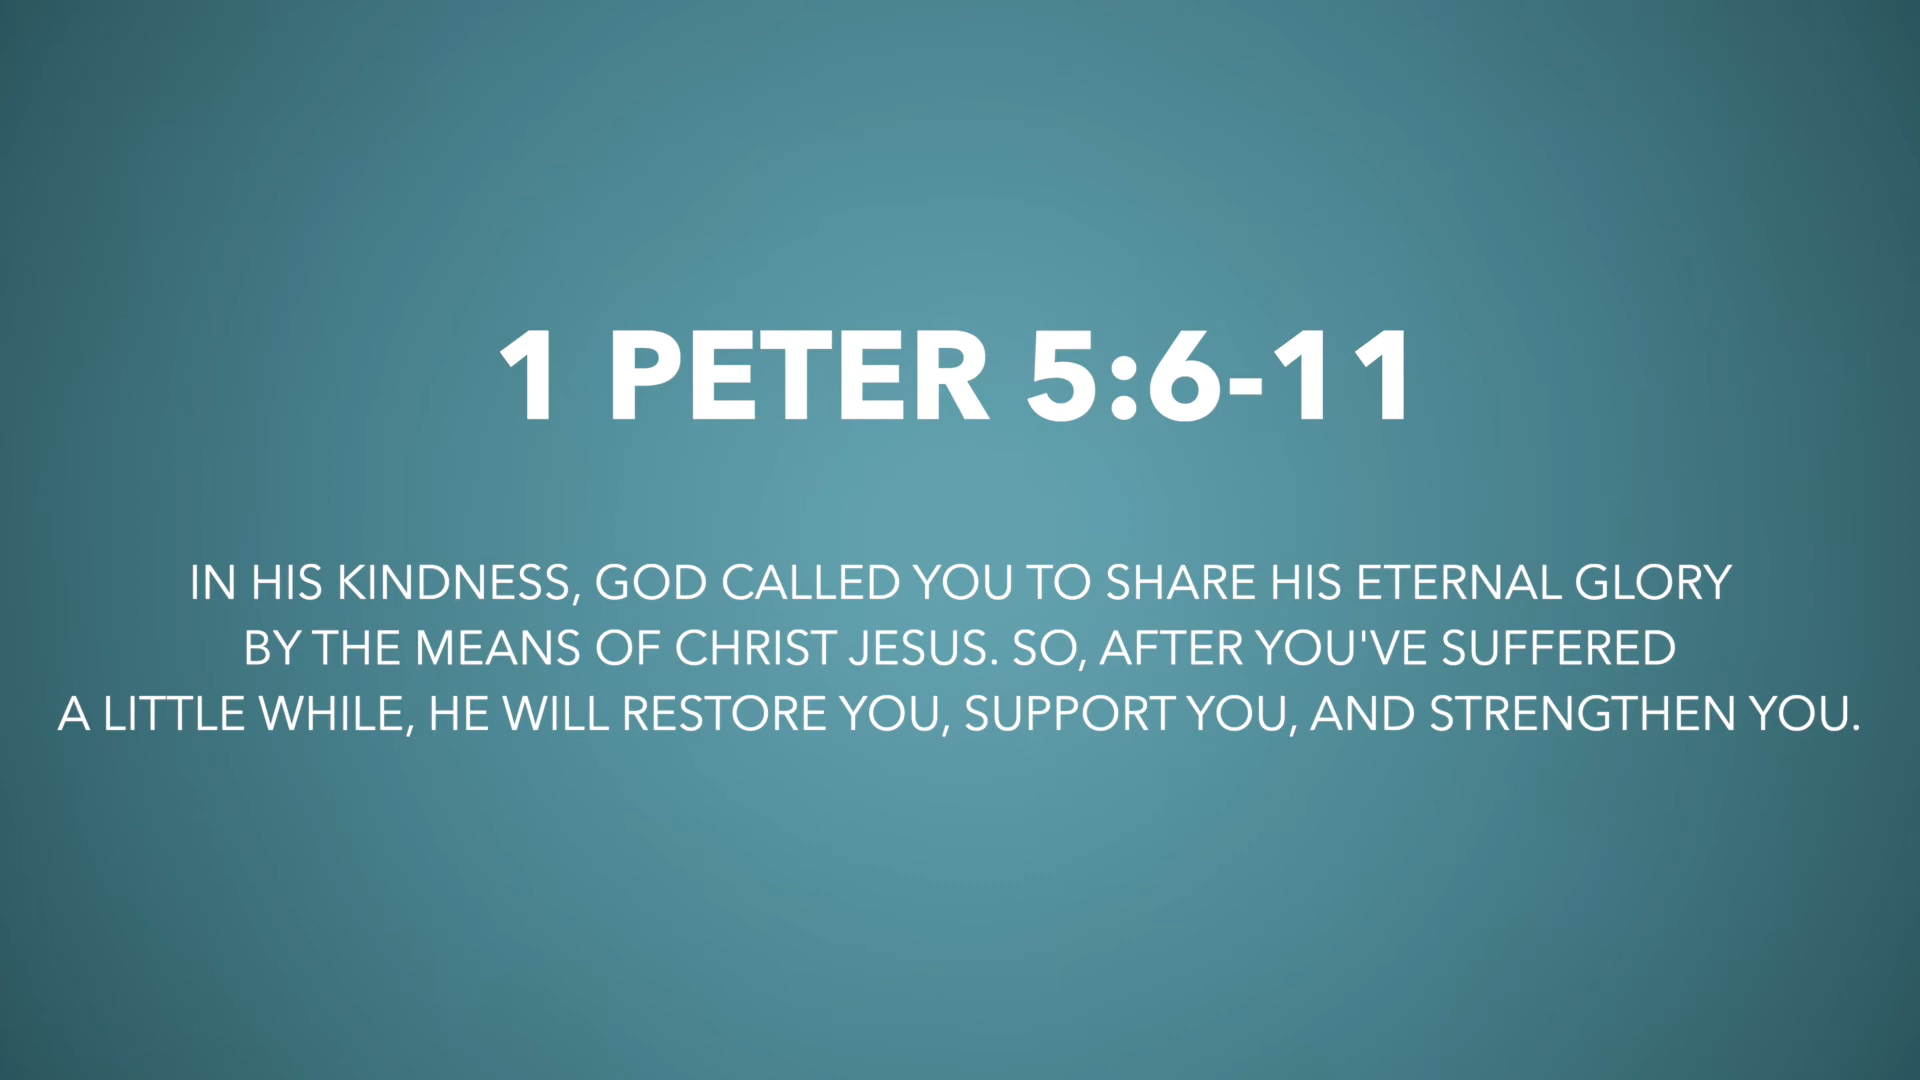 1 PETER 5:6-11
IN HIS KINDNESS, GOD CALLED YOU TO SHARE HIS ETERNAL GLORY
BY THE MEANS OF CHRIST JESUS. SO, AFTER YOU'VE SUFFERED
A LITTLE WHILE, HE WILL RESTORE YOU, SUPPORT YOU, AND STRENGTHEN YOU.